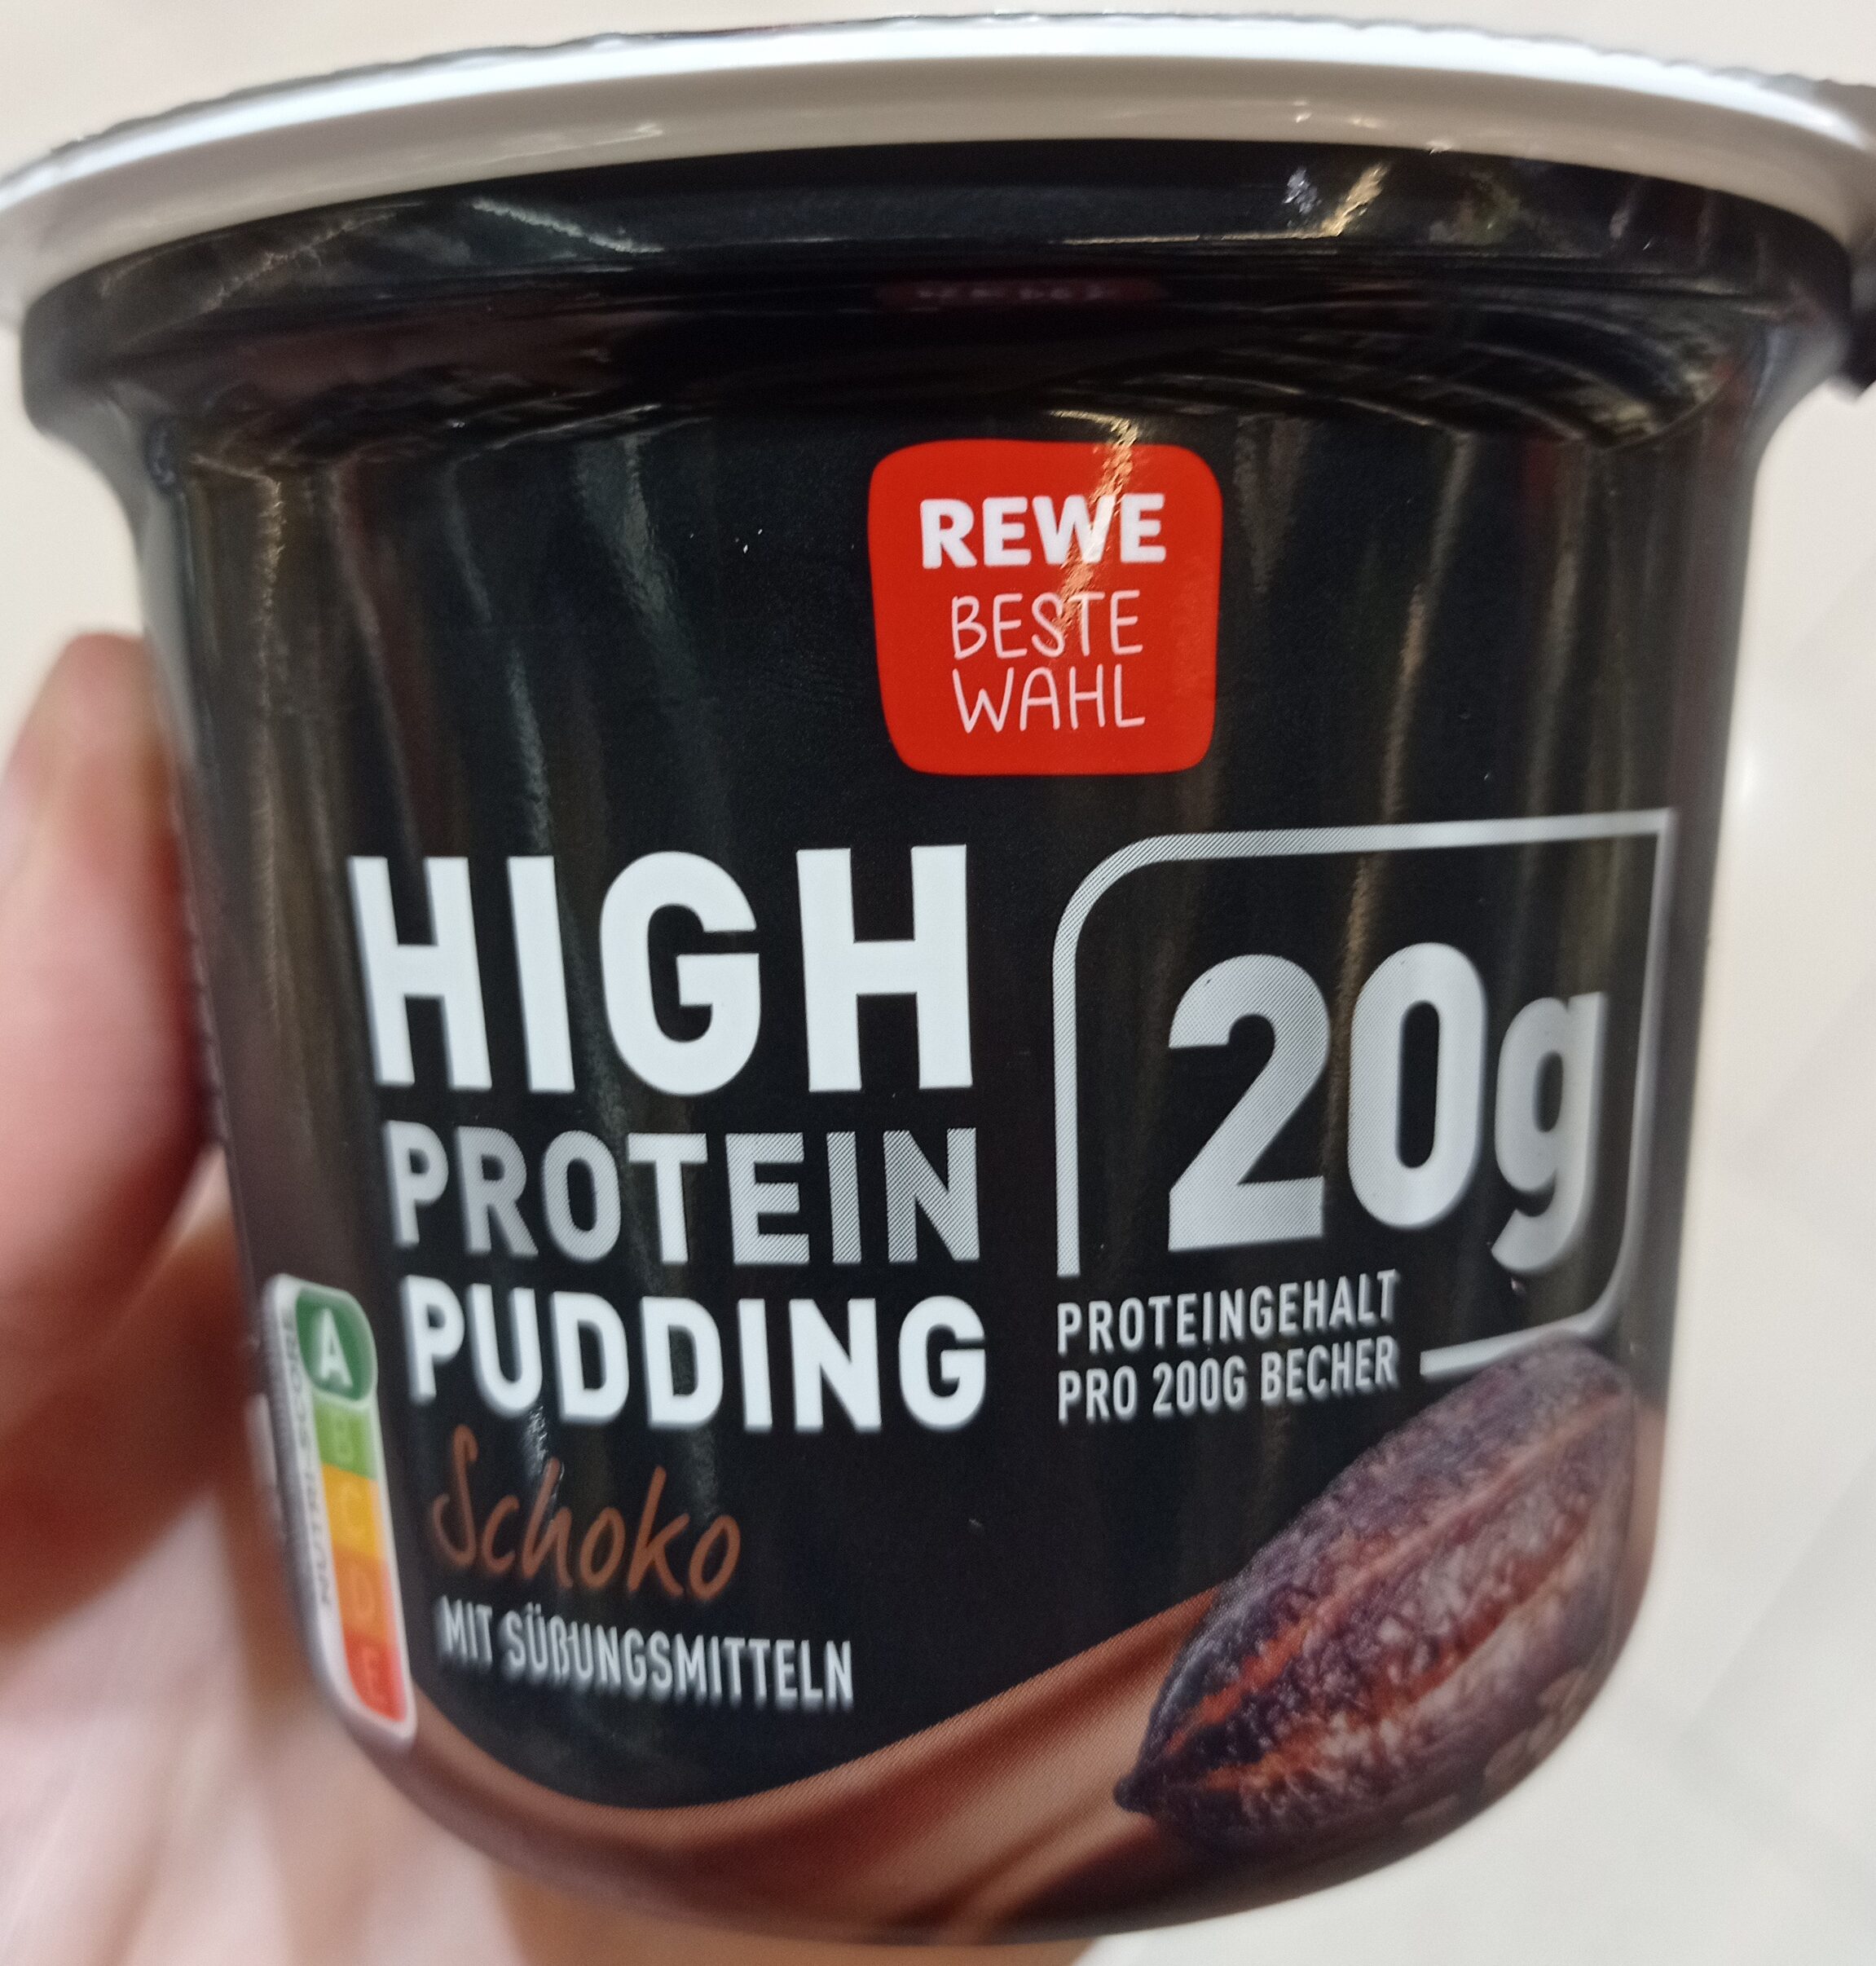 REWE
BESTE
WAHL
HIGH
PROTEIN
PUDDING
20g
PROTEINGEHALT
PRO 200G BECHER
Schoko
MIT SÜßUNGSMITTELN
NUTRI-SCORE
A
B
C
D
E